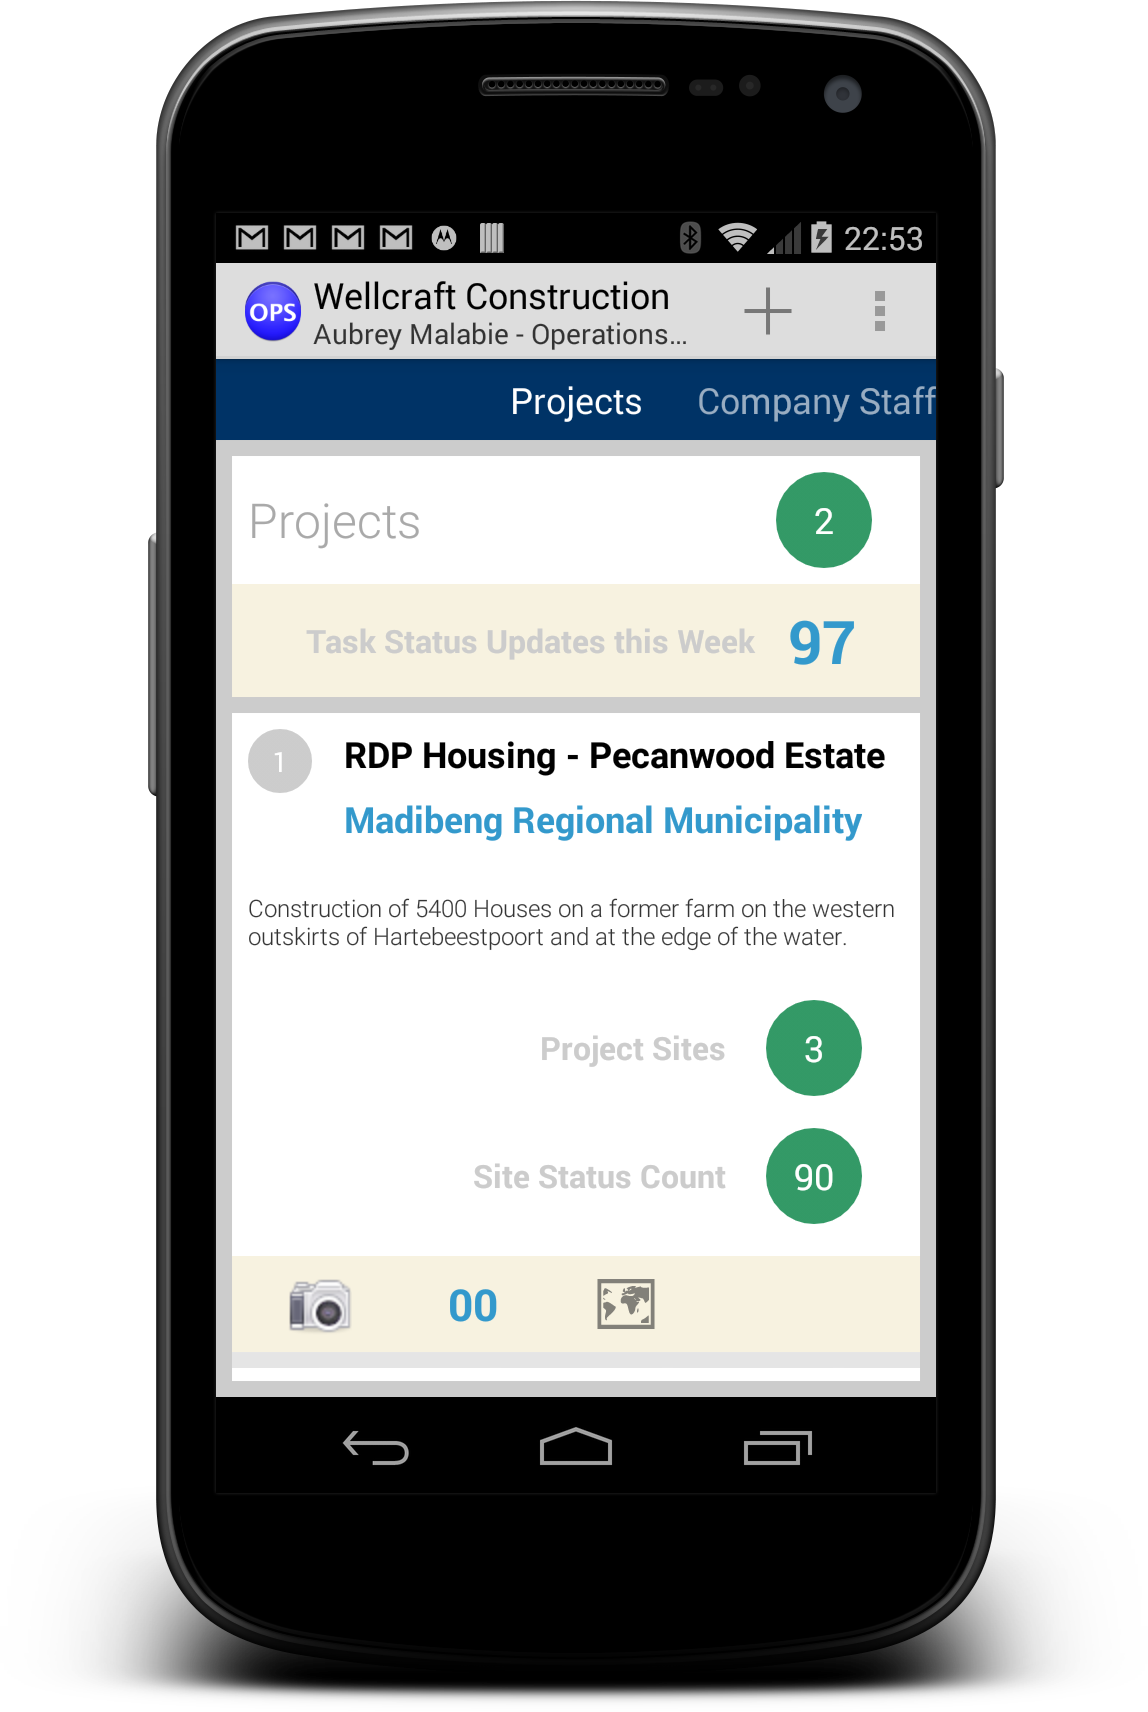 22:53
OPS
Wellcraft Construction
Aubrey Malabie - Operations...
Projects Company Staff
Projects 2
Task Status Updates this Week 97
1 RDP Housing - Pecanwood Estate
Madibeng Regional Municipality
Construction of 5400 Houses on a former farm on the western
outskirts of Hartebeestpoort and at the edge of the water.
Project Sites 3
Site Status Count 90
00